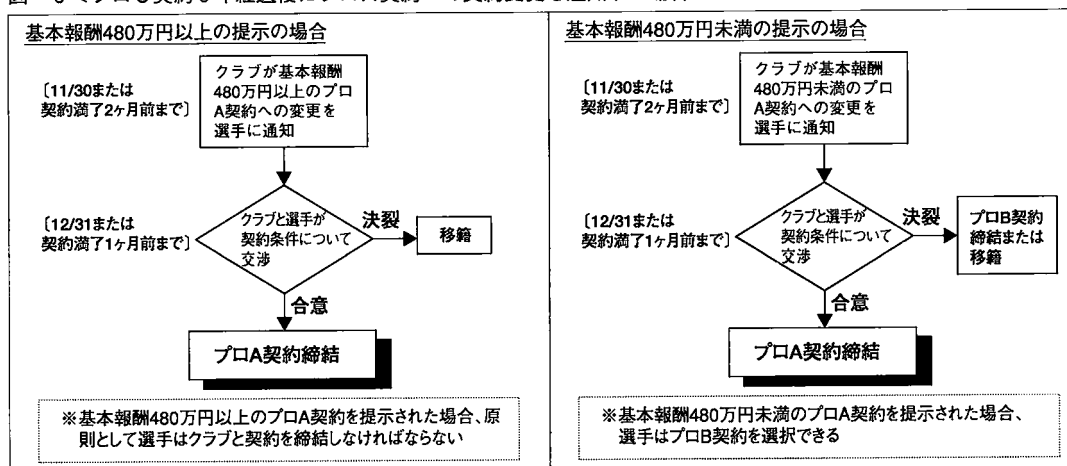 基本報酬480万円以上の提示の場合
〔11/30または
契約満了2ヶ月前まで〕
クラブが基本報酬
480万円以上のプロ
A契約への変更を
選手に通知
〔12/31または
契約満了1ヶ月前まで〕
クラブと選手が
契約条件について
交渉
決裂
移籍
合意
プロA契約締結
※基本報酬480万円以上のプロA契約を提示された場合、原
則として選手はクラブと契約を締結しなければならない
基本報酬480万円未満の提示の場合
〔11/30または
契約満了2ヶ月前まで〕
クラブが基本報酬
480万円未満のプロ
A契約への変更を
選手に通知
〔12/31または
契約満了1ヶ月前まで〕
クラブと選手が
契約条件について
交渉
決裂
プロB契約
締結または
移籍
合意
プロA契約締結
※基本報酬480万円未満のプロA契約を提示された場合、
選手はプロB契約を選択できる